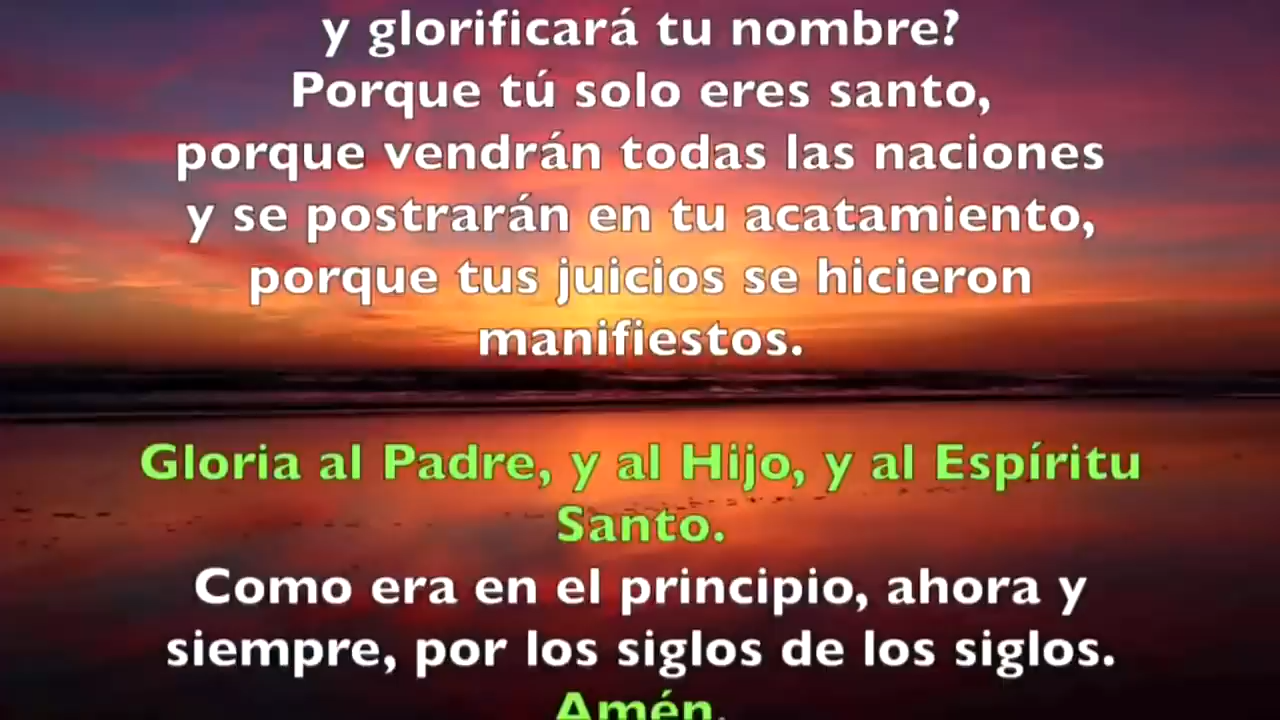 y glorificará tu nombre?
Porque tú solo eres santo,
porque vendrán todas las naciones
y se postrarán en tu acatamiento,
porque tus juicios se hicieron
manifiestos.
Gloria al Padre, y al Hijo, y al Espíritu
Santo.
Como era en el principio, ahora y
siempre, por los siglos de los siglos.
Amén.